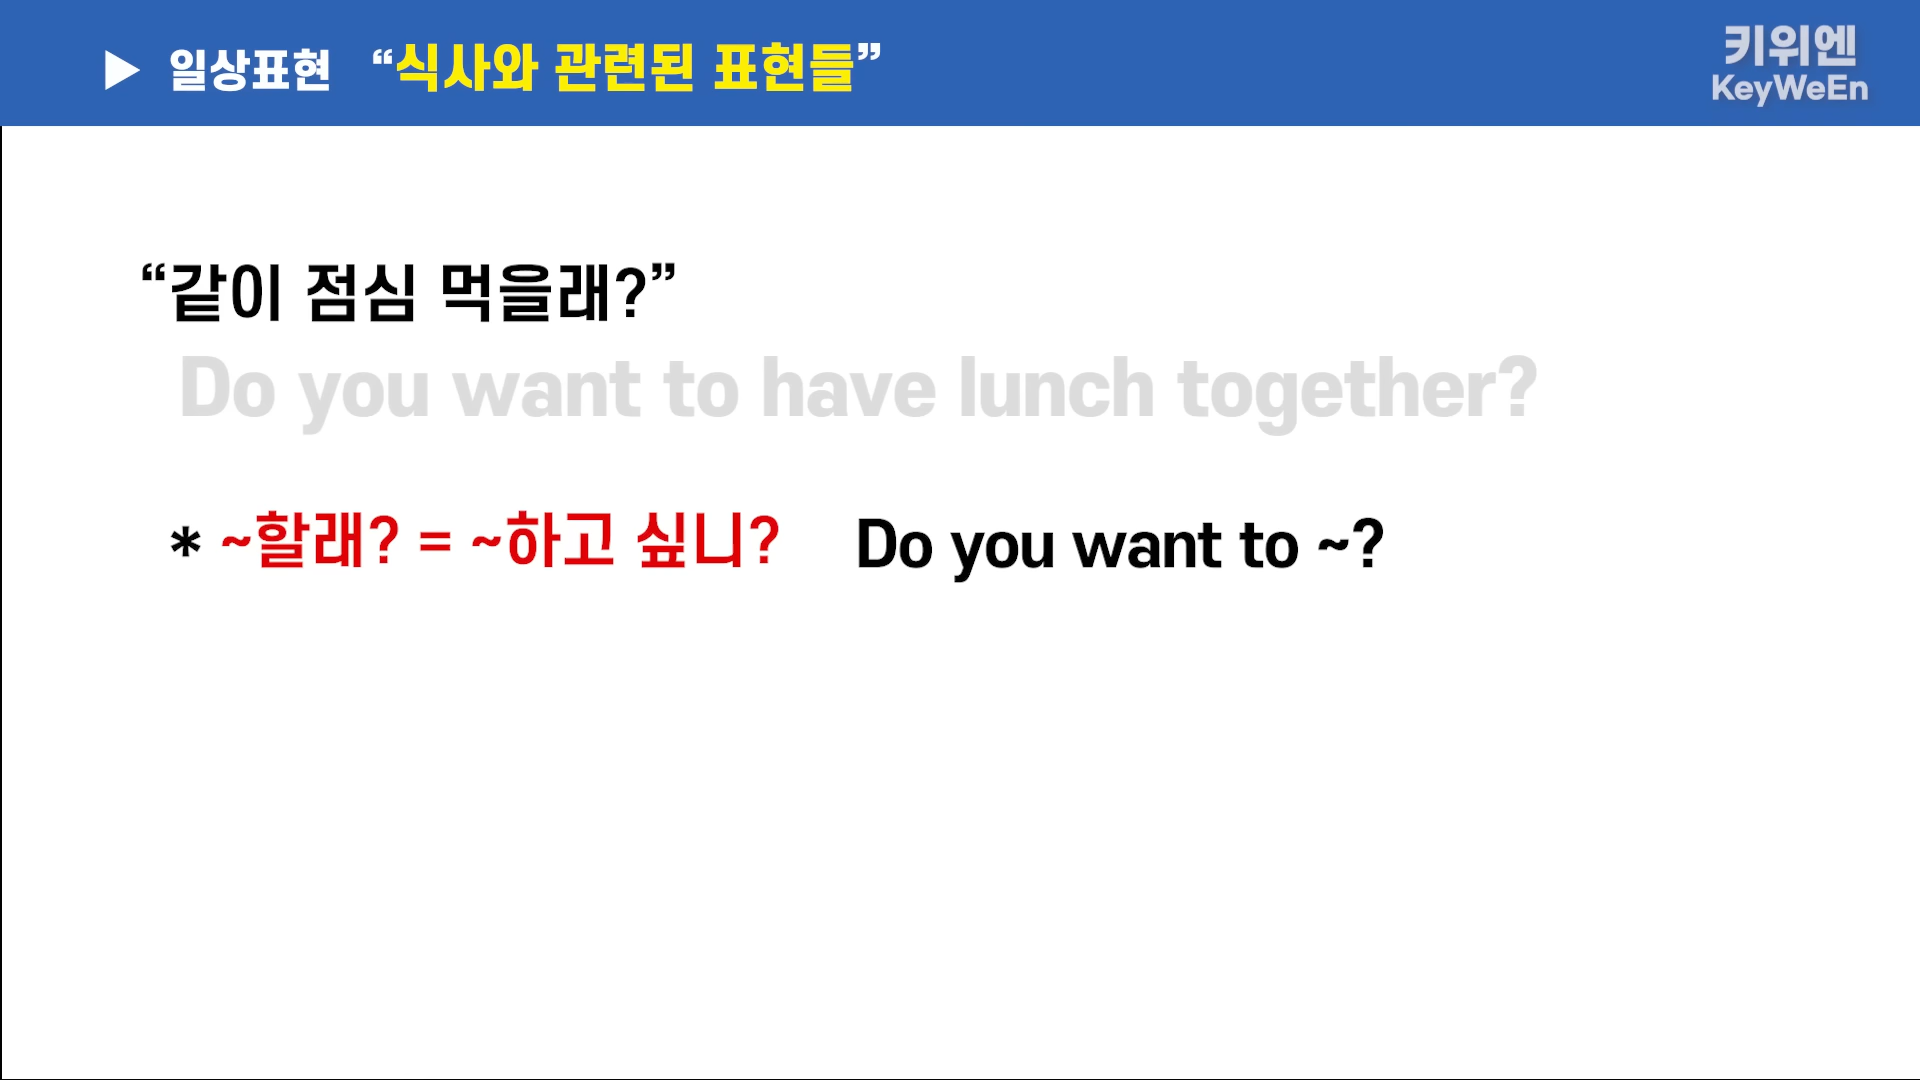 ▶ 일상표현 “식사와 관련된 표현들”
키위엔
KeyWeEn
“같이 점심 먹을래?”
Do you want to have lunch together?
* ~할래? = ~하고 싶니? Do you want to ~?